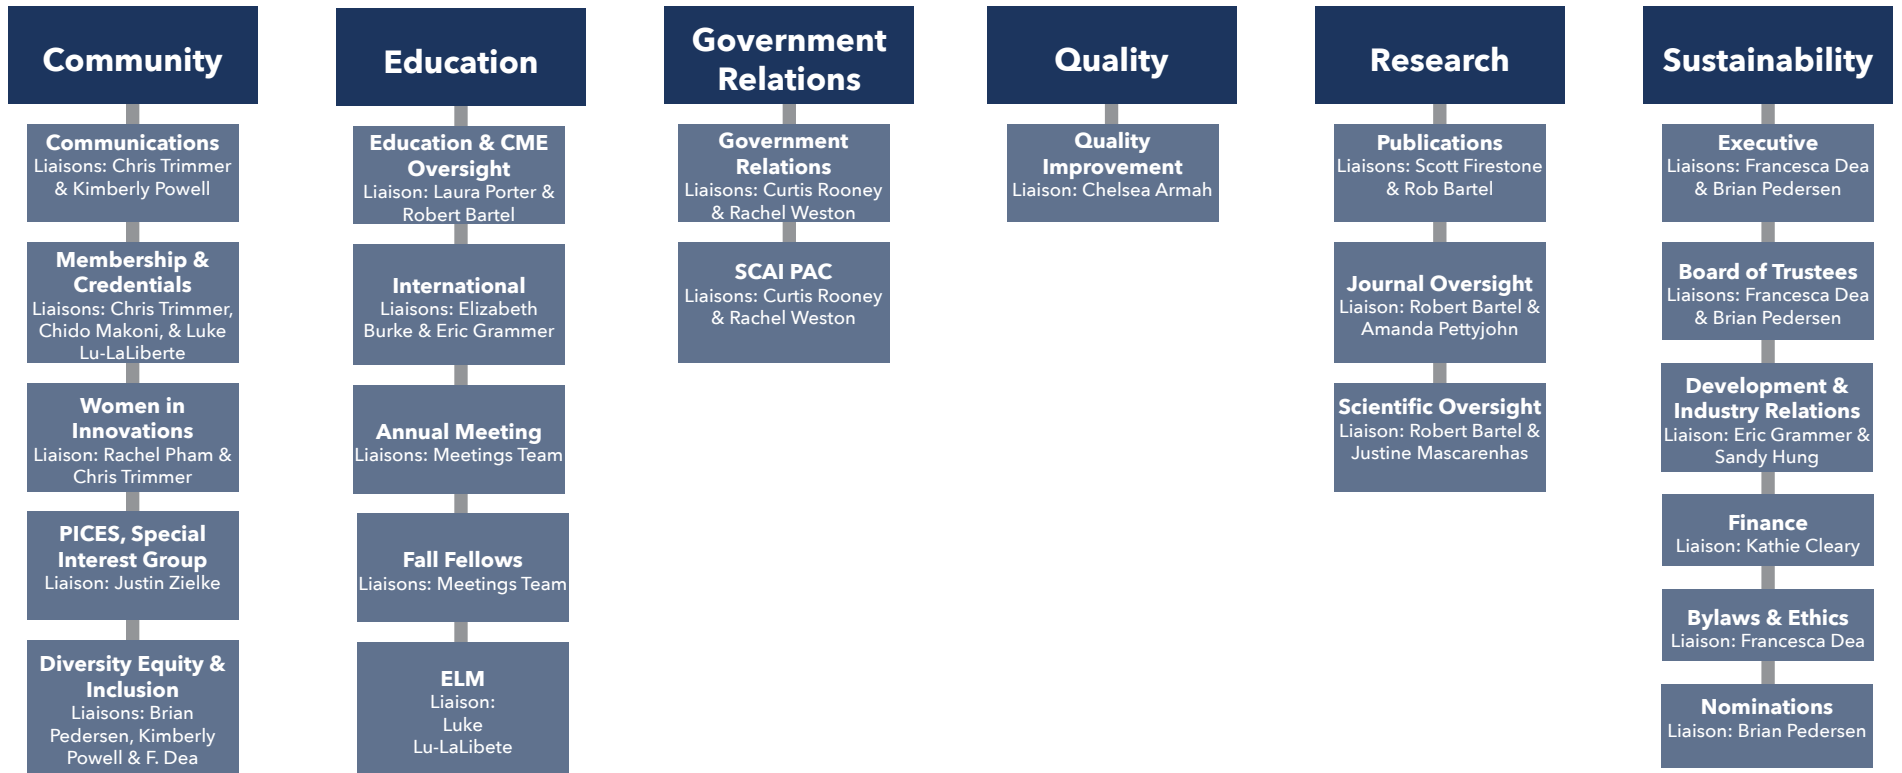 Community
Communications
Liaisons: Chris Trimmer
& Kimberly Powell
Membership &
Credentials
Liaisons: Chris Trimmer,
Chido Makoni, & Luke
Lu-LaLiberte
Women in
Innovations
Liaison: Rachel Pham &
Chris Trimmer
PICES, Special
Interest Group
Liaison: Justin Zielke
Diversity Equity &
Inclusion
Liaisons: Brian
Pedersen, Kimberly
Powell & F. Dea
Education
Education & CME
Oversight
Liaison: Laura Porter &
Robert Bartel
International
Liaisons: Elizabeth
Burke & Eric Grammer
Annual Meeting
Liaisons: Meetings Team
Fall Fellows
Liaisons: Meetings Team
ELM
Liaison:
Luke
Lu-LaLibete
Government
Relations
Government
Relations
Liaisons: Curtis Rooney
& Rachel Weston
SCAI PAC
Liaisons: Curtis Rooney
& Rachel Weston
Quality
Quality
Improvement
Liaison: Chelsea Armah
Research
Publications
Liaisons: Scott Firestone
& Rob Bartel
Journal Oversight
Liaison: Robert Bartel &
Amanda Pettyjohn
Scientific Oversight
Liaison: Robert Bartel &
Justine Mascarenhas
Sustainability
Executive
Liaisons: Francesca Dea
& Brian Pedersen
Board of Trustees
Liaisons: Francesca Dea
& Brian Pedersen
Development &
Industry Relations
Liaison: Eric Grammer &
Sandy Hung
Finance
Liaison: Kathie Cleary
Bylaws & Ethics
Liaison: Francesca Dea
Nominations
Liaison: Brian Pedersen